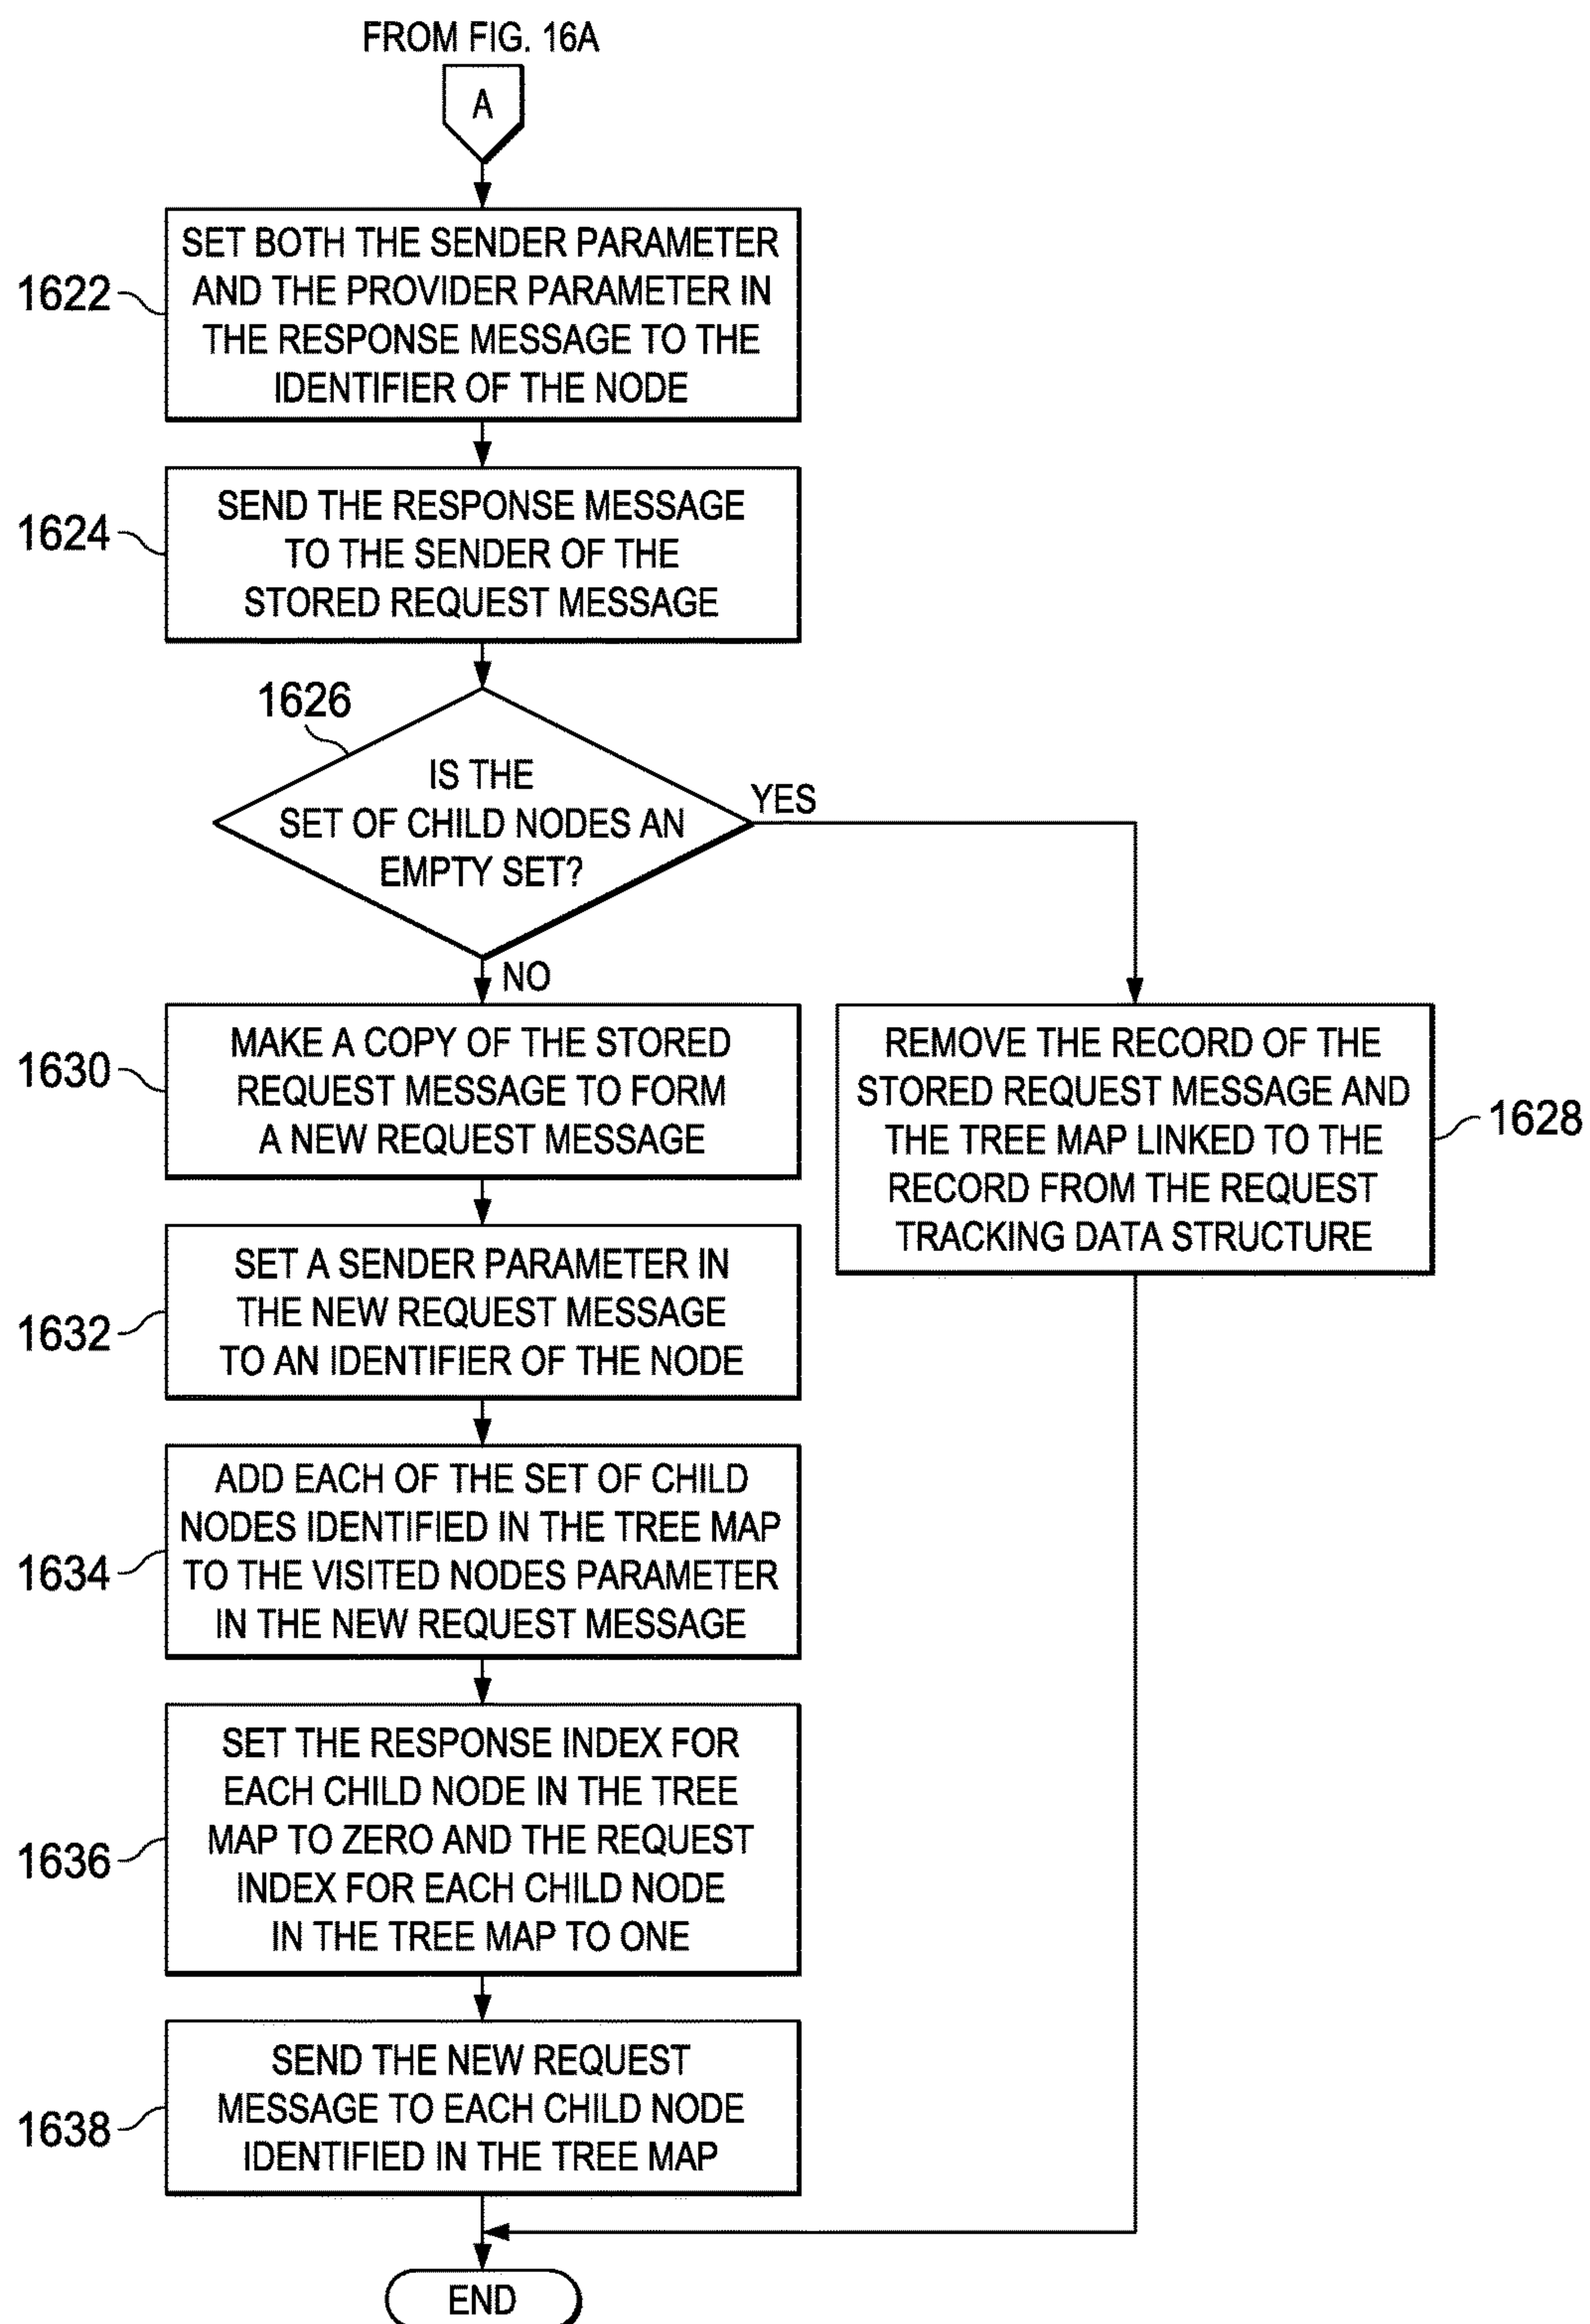 FROM FIG. 16A
A
1622
SET BOTH THE SENDER PARAMETER
AND THE PROVIDER PARAMETER IN
THE RESPONSE MESSAGE TO THE
IDENTIFIER OF THE NODE
1624
SEND THE RESPONSE MESSAGE
TO THE SENDER OF THE
STORED REQUEST MESSAGE
1626
IS THE
SET OF CHILD NODES AN
EMPTY SET?
YES
NO
1630
MAKE A COPY OF THE STORED
REQUEST MESSAGE TO FORM
A NEW REQUEST MESSAGE
REMOVE THE RECORD OF THE
STORED REQUEST MESSAGE AND
THE TREE MAP LINKED TO THE
RECORD FROM THE REQUEST
TRACKING DATA STRUCTURE
1628
1632
SET A SENDER PARAMETER IN
THE NEW REQUEST MESSAGE
TO AN IDENTIFIER OF THE NODE
1634
ADD EACH OF THE SET OF CHILD
NODES IDENTIFIED IN THE TREE MAP
TO THE VISITED NODES PARAMETER
IN THE NEW REQUEST MESSAGE
1636
SET THE RESPONSE INDEX FOR
EACH CHILD NODE IN THE TREE
MAP TO ZERO AND THE REQUEST
INDEX FOR EACH CHILD NODE
IN THE TREE MAP TO ONE
1638
SEND THE NEW REQUEST
MESSAGE TO EACH CHILD NODE
IDENTIFIED IN THE TREE MAP
END